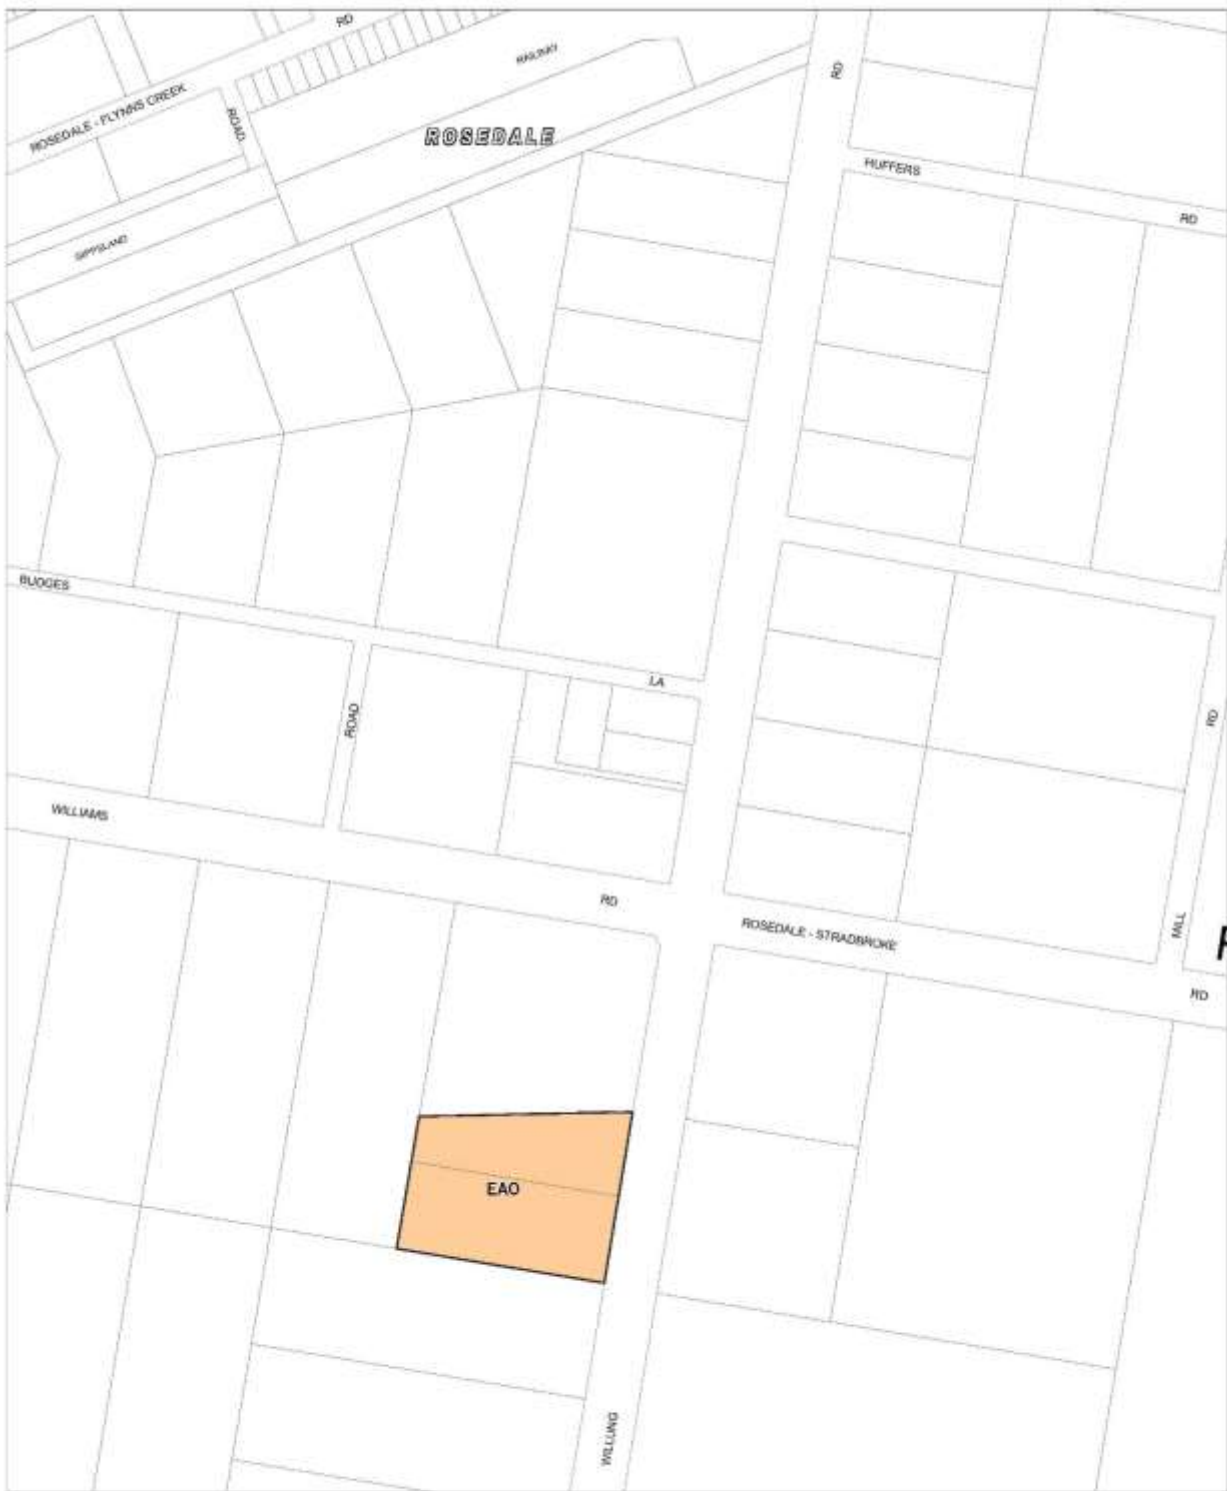 RD
RAILWAY
RD
ROSEDALE - FLYNNS CREEK
ROAD
ROSEDALE
HUFFERS
RD
GIPPSLAND
BUDGES
LA
ROAD
RD
WILLIAMS
RD
ROSEDALE - STRADBROKE
MILL
RD
EAO
WILLUNG